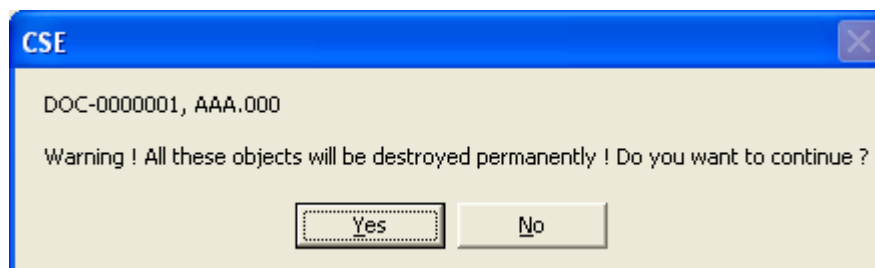 CSE
DOC-0000001, AAA.000
Warning ! All these objects will be destroyed permanently ! Do you want to continue ?
Yes No